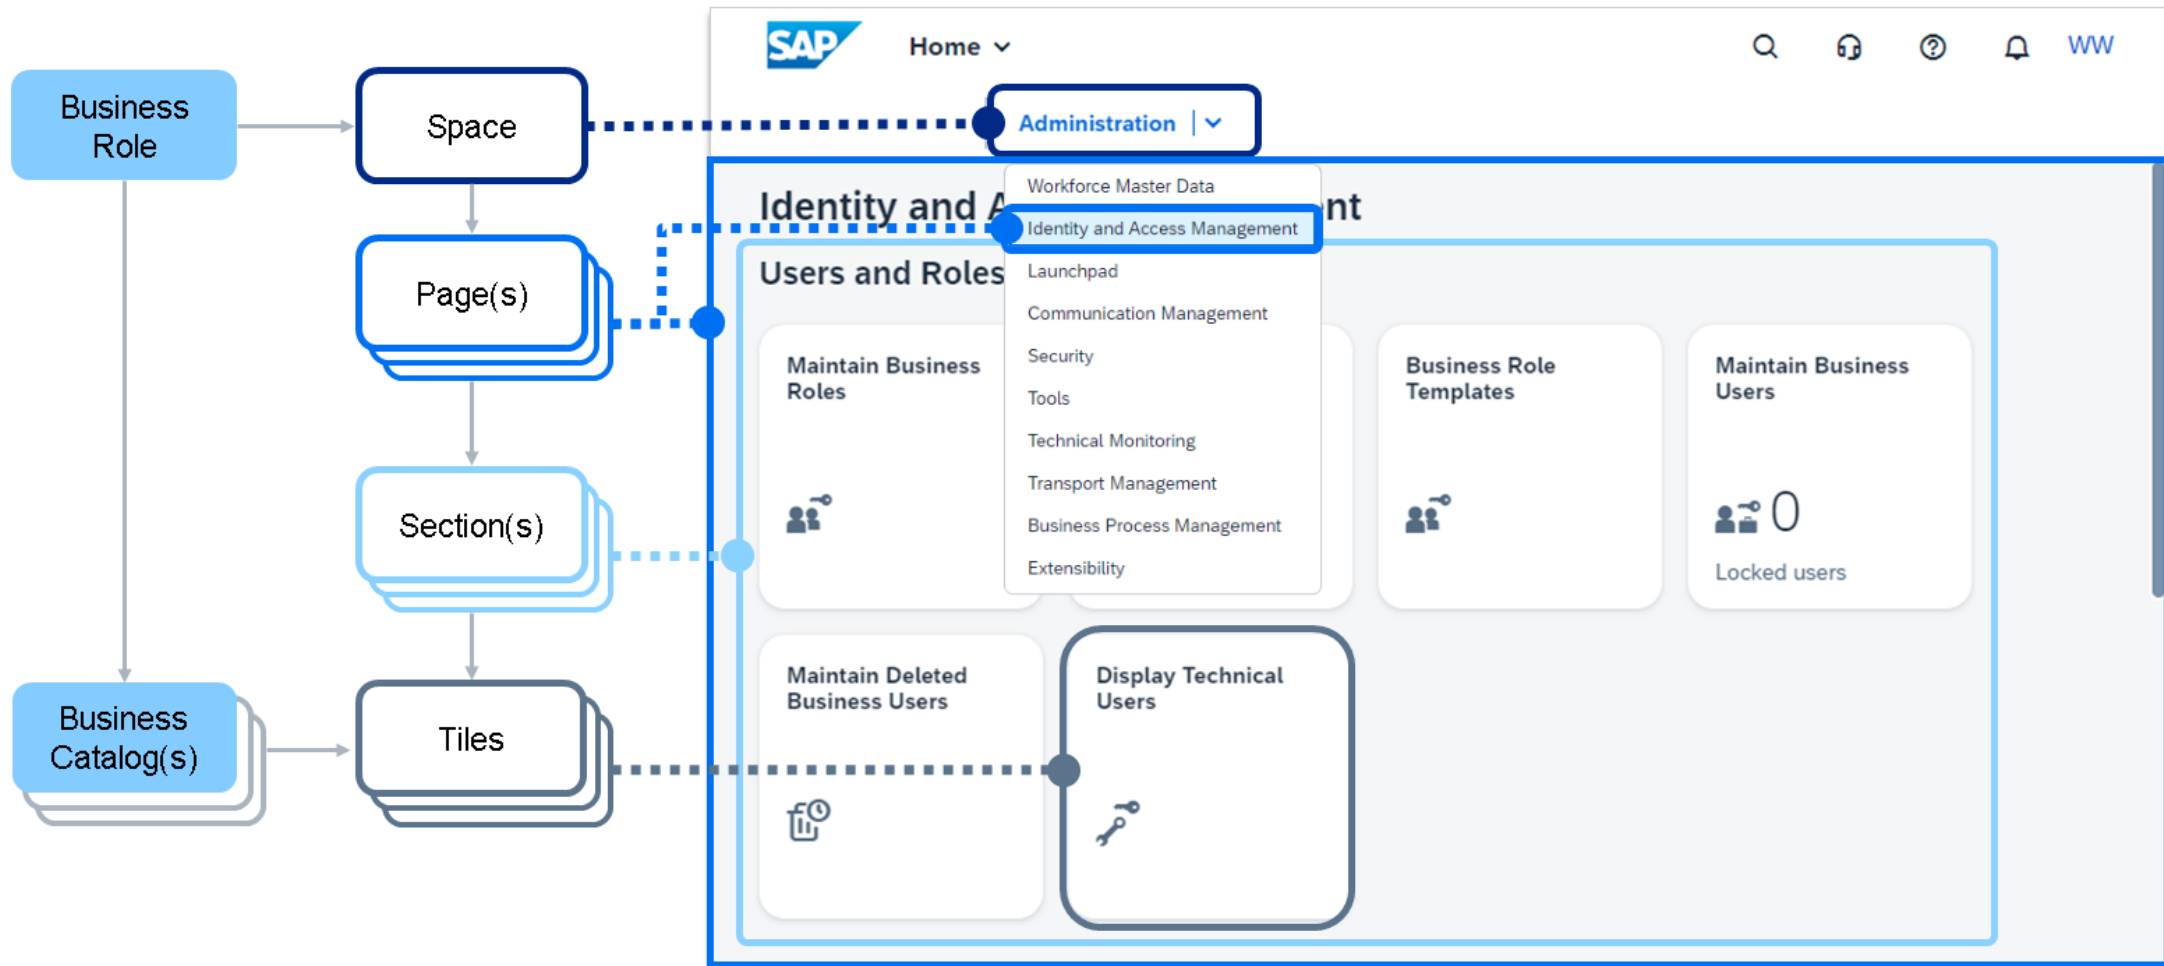 Business
Role
Space
Page(s)
Section(s)
Business
Catalog(s)
Tiles
SAP
Home
WW
Administration
Workforce Master Data
Identity and Access Management
Launchpad
Communication Management
Security
Tools
Technical Monitoring
Transport Management
Business Process Management
Extensibility
Identity and A
nt
Users and Roles
Maintain Business
Roles
Business Role
Templates
Maintain Business
Users
0
Locked users
Maintain Deleted
Business Users
Display Technical
Users